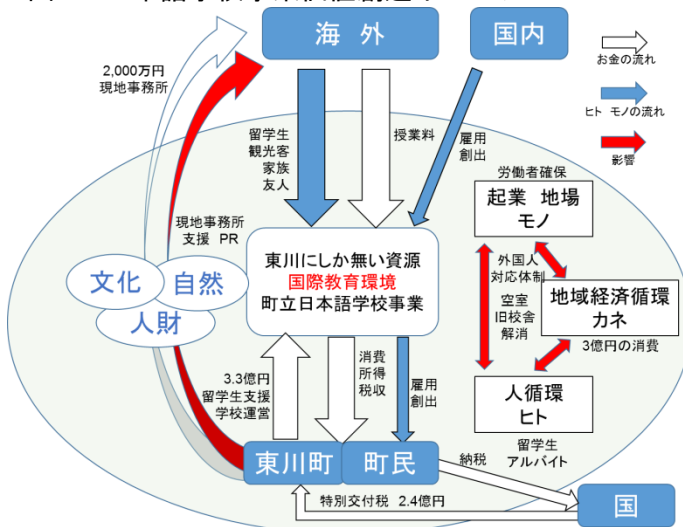 海 外
国内
お金の流れ
ヒト モノの流れ
影響
2,000万円
現地事務所
留学生
観光客
家族
友人
授業料
雇用
創出
労働者確保
起業 地場
モノ
現地事務所
支援 PR
文化
自然
人財
東川にしか無い資源
国際教育環境
町立日本語学校事業
外国人
対応体制
空室
旧校舎
解消
地域経済循環
カネ
3億円の消費
3.3億円
留学生支援
学校運営
消費
所得
税収
雇用
創出
人循環
ヒト
留学生
アルバイト
東川町
町民
納税
特別交付税 2.4億円
国